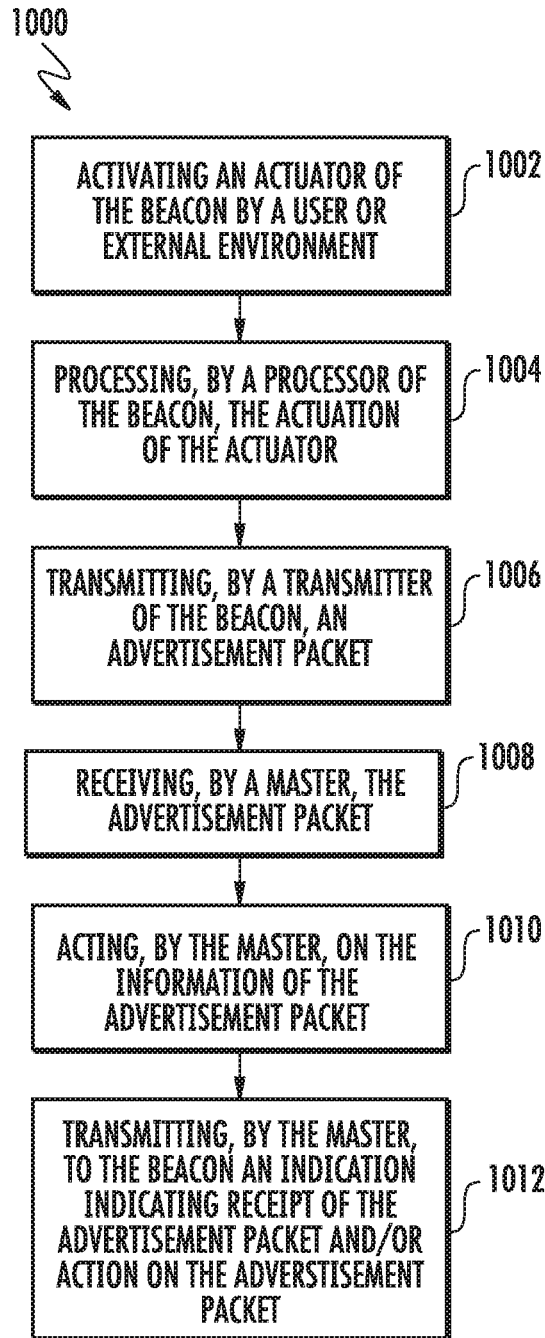 1000
ACTIVATING AN ACTUATOR OF
THE BEACON BY A USER OR
EXTERNAL ENVIRONMENT
1002
PROCESSING, BY A PROCESSOR OF
THE BEACON, THE ACTUATION
OF THE ACTUATOR
1004
TRANSMITTING, BY A TRANSMITTER
OF THE BEACON, AN
ADVERTISEMENT PACKET
1006
RECEIVING, BY A MASTER, THE
ADVERTISEMENT PACKET
1008
ACTING, BY THE MASTER, ON THE
INFORMATION OF THE
ADVERTISEMENT PACKET
1010
TRANSMITTING, BY THE MASTER,
TO THE BEACON AN INDICATION
INDICATING RECEIPT OF THE
ADVERTISEMENT PACKET AND/OR
ACTION ON THE ADVERSTISEMENT
PACKET
1012